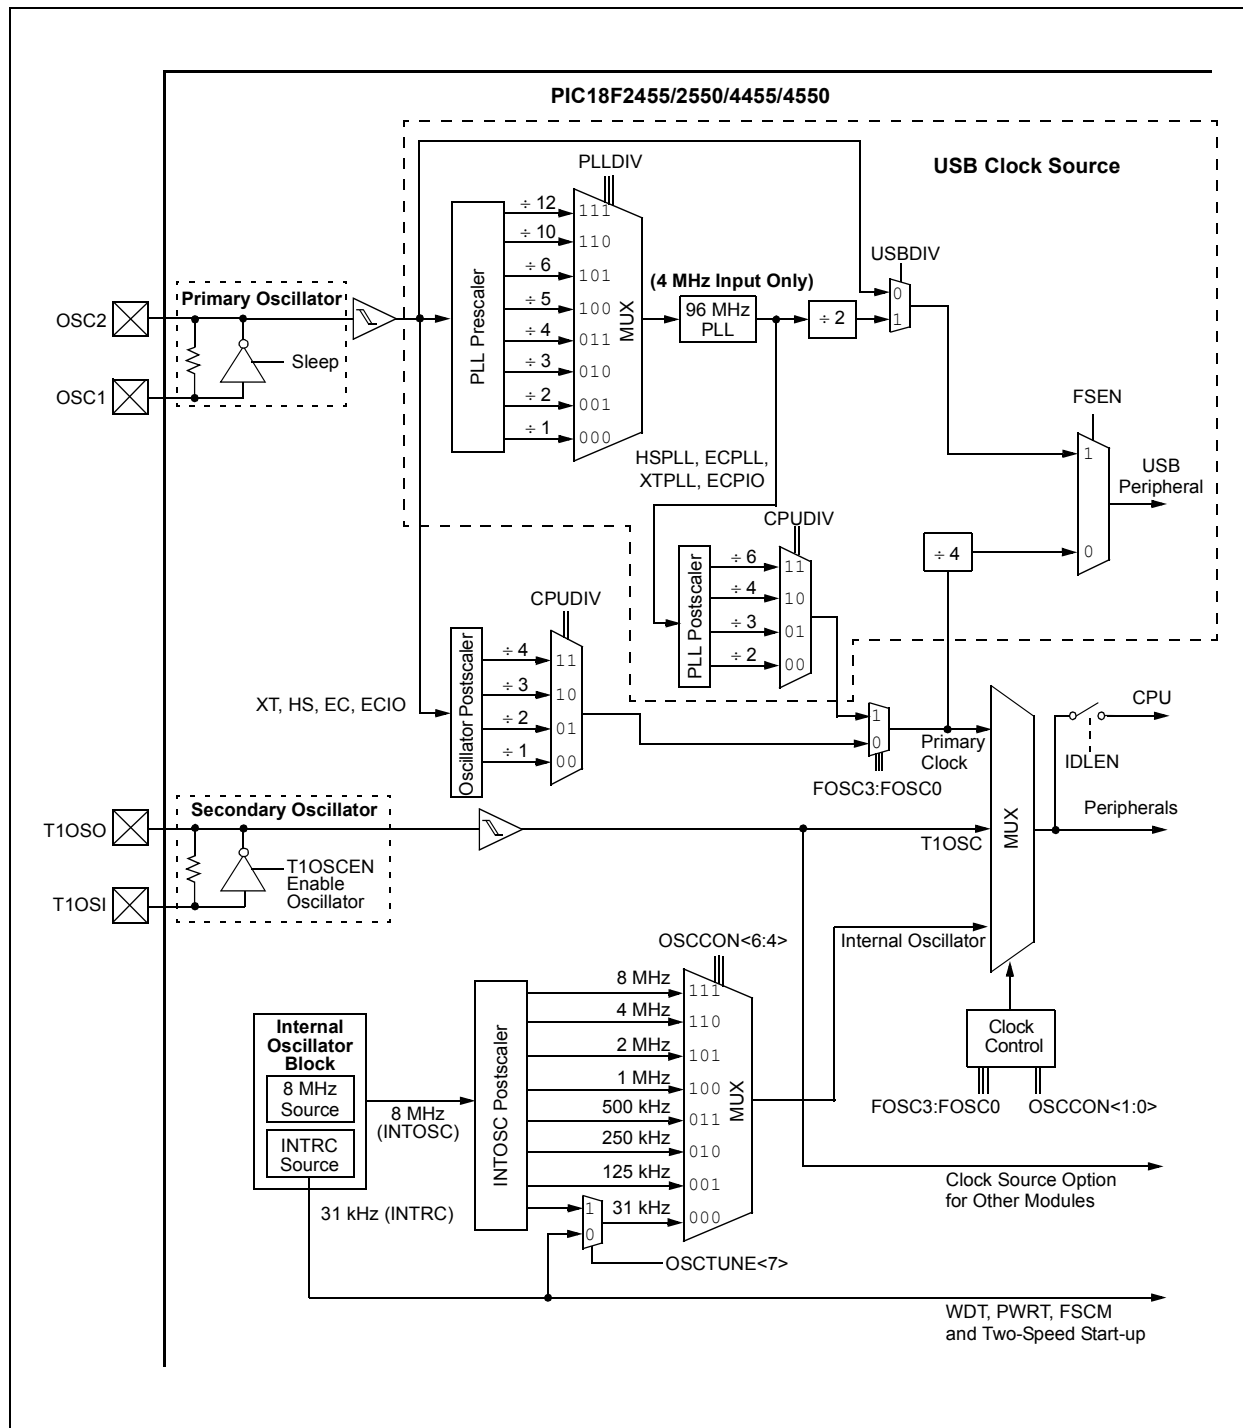 PIC18F2455/2550/4455/4550
USB Clock Source
PLLDIV
PLL Prescaler
÷ 12
÷ 10
÷ 6
÷ 5
÷ 4
÷ 3
÷ 2
÷ 1
111
110
101
100
011
010
001
000
MUX
(4 MHz Input Only)
96 MHz
PLL
÷ 2
USBDIV
0
1
FSEN
1
0
USB
Peripheral
÷ 4
Primary Oscillator
OSC2
OSC1
Sleep
HSPLL, ECPLL,
XTPLL, ECPIO
CPUDIV
PLL Postscaler
÷ 6
÷ 4
÷ 3
÷ 2
11
10
01
00
CPUDIV
Oscillator Postscaler
÷ 4
÷ 3
÷ 2
÷ 1
11
10
01
00
XT, HS, EC, ECIO
1
0
FOSC3:FOSC0
Primary
Clock
MUX
CPU
IDLEN
Peripherals
Secondary Oscillator
T1OSO
T1OSI
T1OSCEN
Enable
Oscillator
T1OSC
Internal Oscillator
OSCCON<6:4>
Internal
Oscillator
Block
8 MHz
Source
INTRC
Source
8 MHz
(INTOSC)
31 kHz (INTRC)
INTOSC Postscaler
8 MHz
4 MHz
2 MHz
1 MHz
500 kHz
250 kHz
125 kHz
31 kHz
111
110
101
100
011
010
001
000
MUX
1
0
OSCTUNE<7>
Clock
Control
FOSC3:FOSC0
OSCCON<1:0>
Clock Source Option
for Other Modules
WDT, PWRT, FSCM
and Two-Speed Start-up